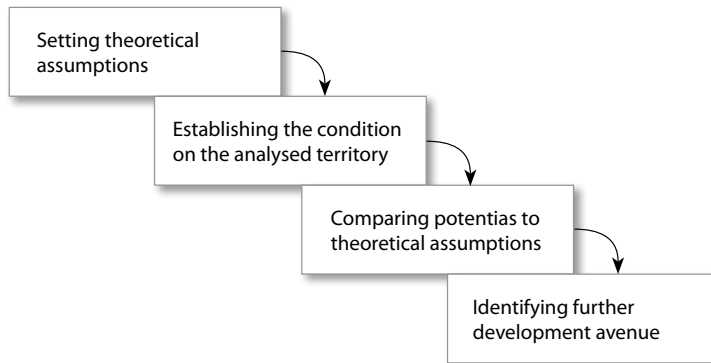 Setting theoretical
assumptions
Establishing the condition
on the analysed territory
Comparing potentias to
theoretical assumptions
Identifying further
development avenue